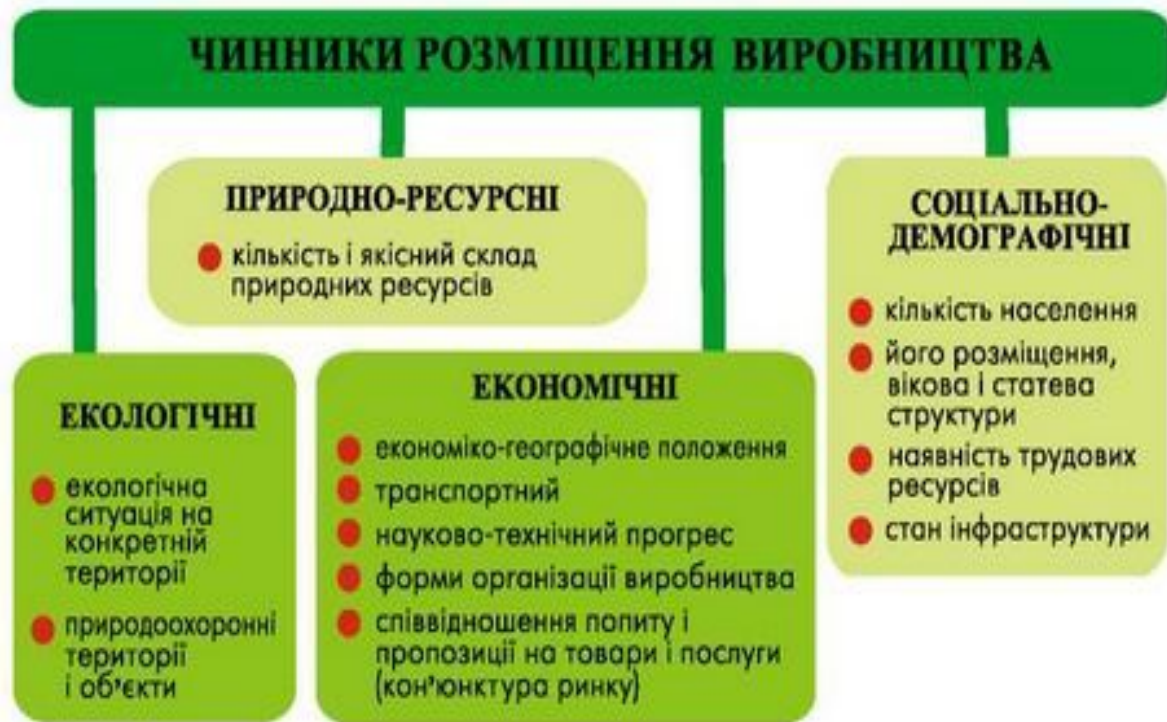 ЧИННИКИ РОЗМІЩЕННЯ ВИРОБНИЦТВА
ПРИРОДНО-РЕСУРСНІ
кількість і якісний склад
природних ресурсів
СОЦІАЛЬНО-
ДЕМОГРАФІЧНІ
кількість населення
його розміщення,
вікова і статева
структури
наявність трудових
ресурсів
стан інфраструктури
ЕКОЛОГІЧНІ
екологічна
ситуація на
конкретній
території
природоохоронні
території
і об'єкти
ЕКОНОМІЧНІ
економіко-географічне положення
транспортний
науково-технічний прогрес
форми організації виробництва
співвідношення попиту і
пропозиції на товари і послуги
(кон'юнктура ринку)